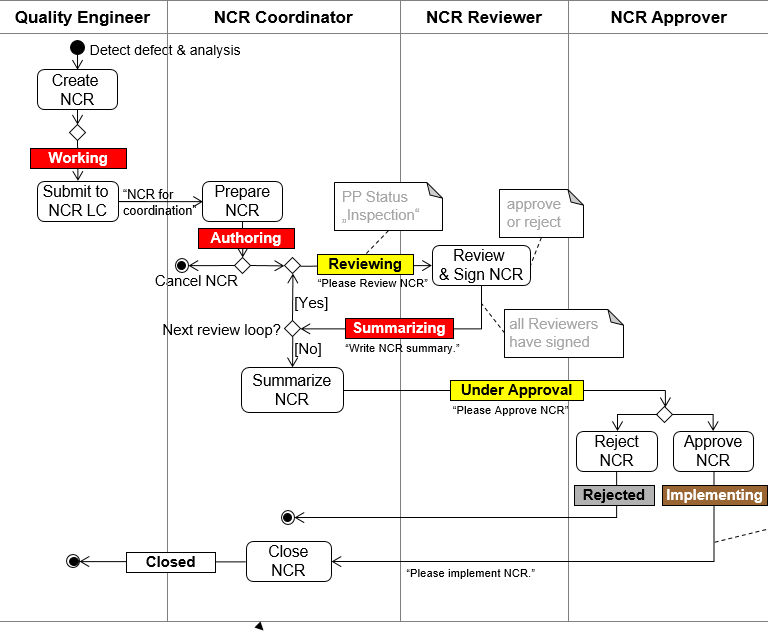 Quality Engineer
NCR Coordinator
NCR Reviewer
NCR Approver
Detect defect & analysis
Create
NCR
Working
Submit to
NCR LC
“NCR for
coordination”
Prepare
NCR
PP Status
„Inspection“
approve
or reject
Authoring
Reviewing
Review
& Sign NCR
Cancel NCR
“Please Review NCR”
[Yes]
Next review loop?
Summarizing
all Reviewers
have signed
[No]
“Write NCR summary.”
Summarize
NCR
Under Approval
“Please Approve NCR”
Reject
NCR
Approve
NCR
Rejected
Implementing
Close
NCR
Closed
“Please implement NCR.”